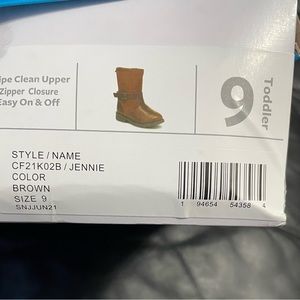 ipe Clean Upper
Zipper Closure
Easy On & Off
9
Toddler
STYLE / NAME
CF21K02B / JENNIE
COLOR
BROWN
SIZE 9
SNJJUN21
1 94654 54358 4